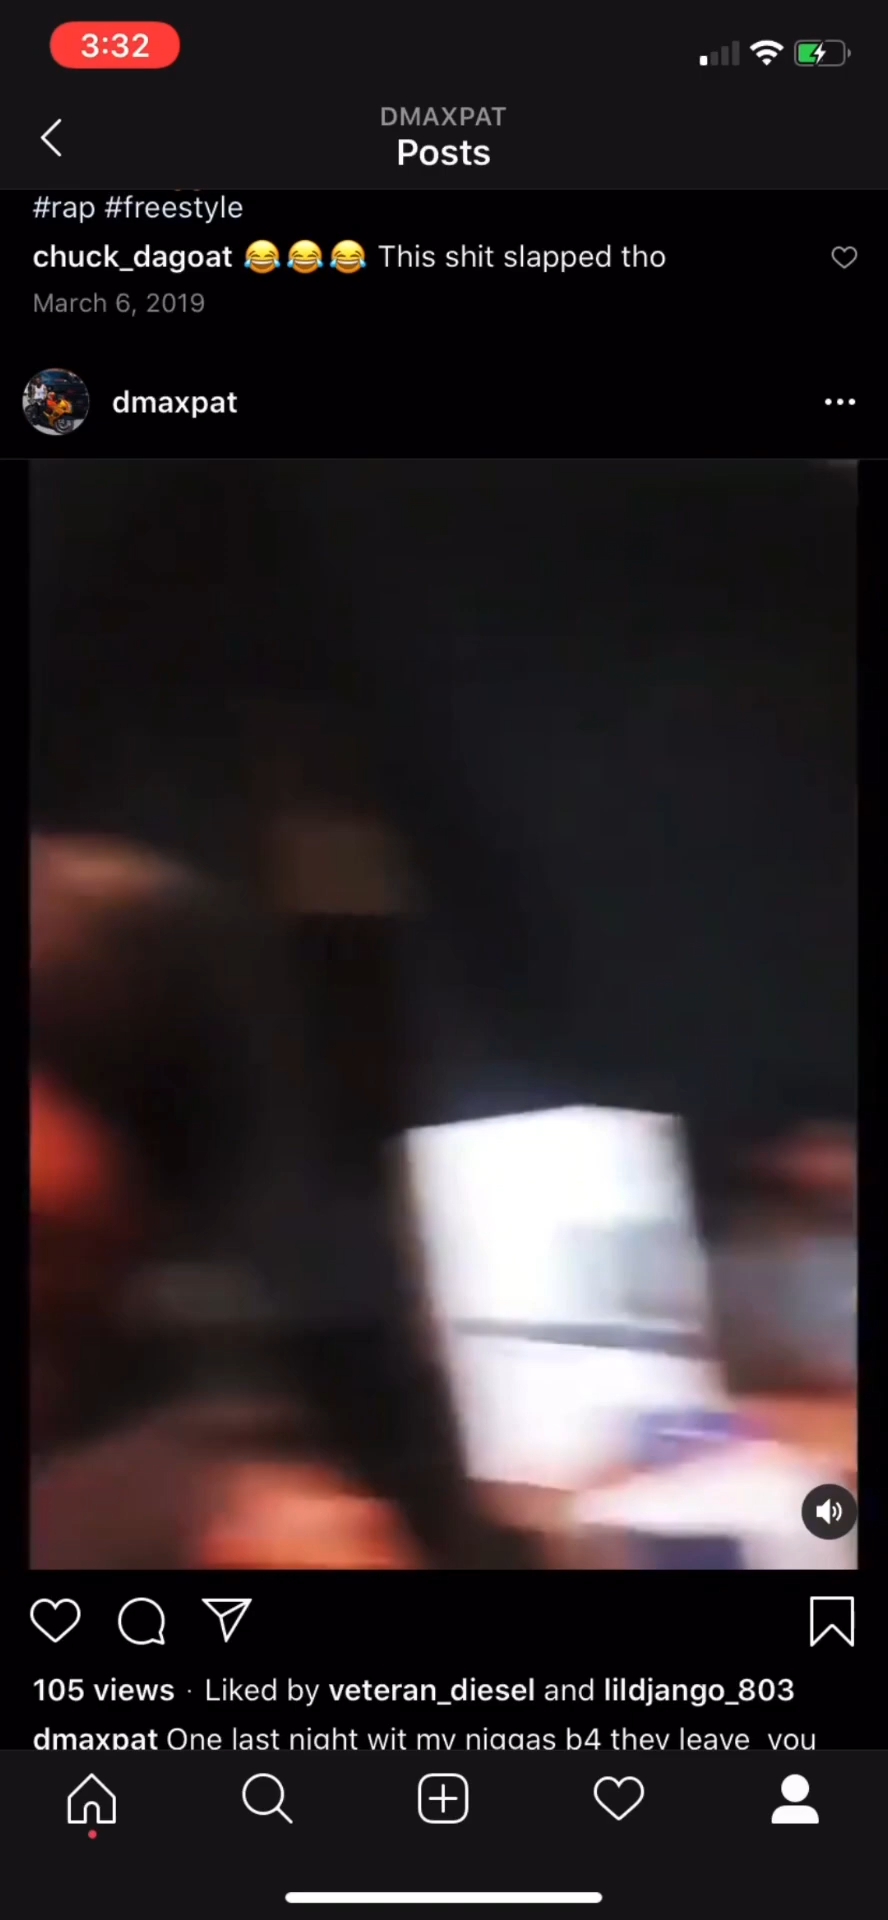 3:32
DMAXPAT
Posts
#rap #freestyle
chuck_dagoat 😂😂😂 This shit slapped tho
March 6, 2019
dmaxpat
105 views · Liked by veteran_diesel and lildjango_803
dmaxpat One last night wit my niggas b4 they leave you